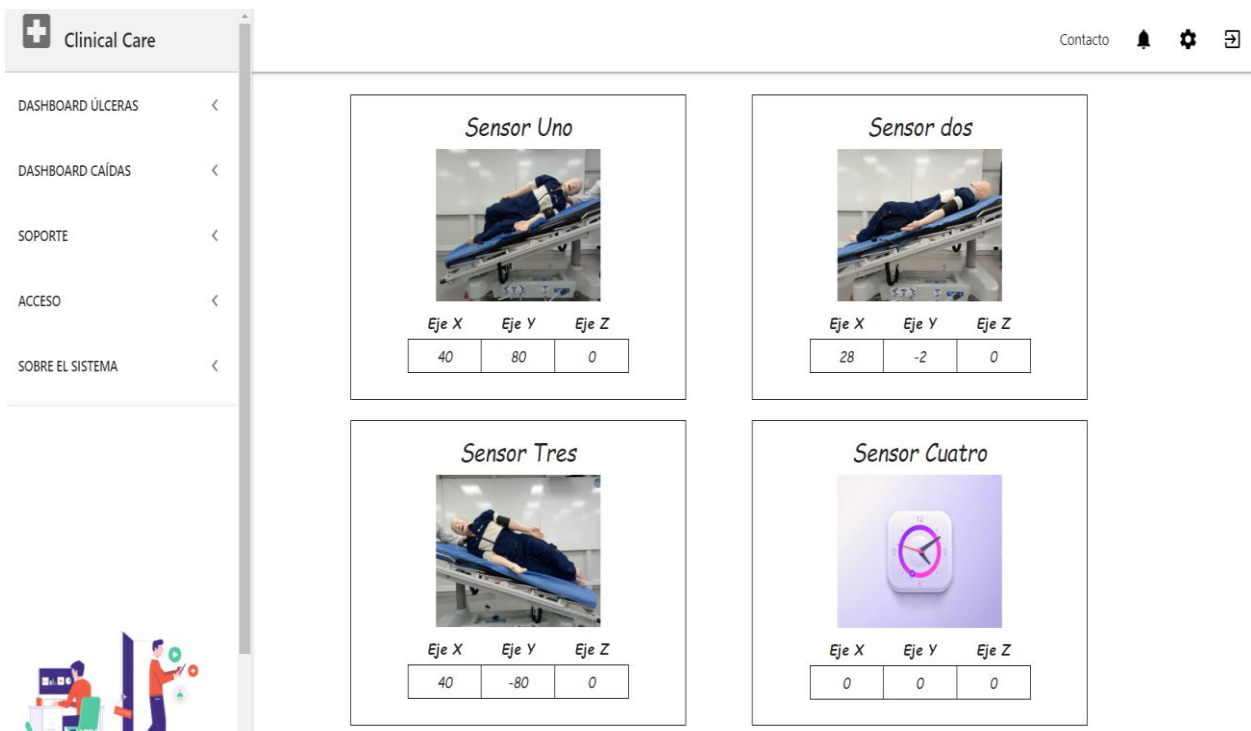 Clinical Care
Contacto
DASHBOARD ÚLCERAS
DASHBOARD CAÍDAS
SOPORTE
ACCESO
SOBRE EL SISTEMA
Sensor Uno
Eje X Eje Y Eje Z
40 80 0
Sensor dos
Eje X Eje Y Eje Z
28 -2 0
Sensor Tres
Eje X Eje Y Eje Z
40 -80 0
Sensor Cuatro
12
Eje X Eje Y Eje Z
0 0 0